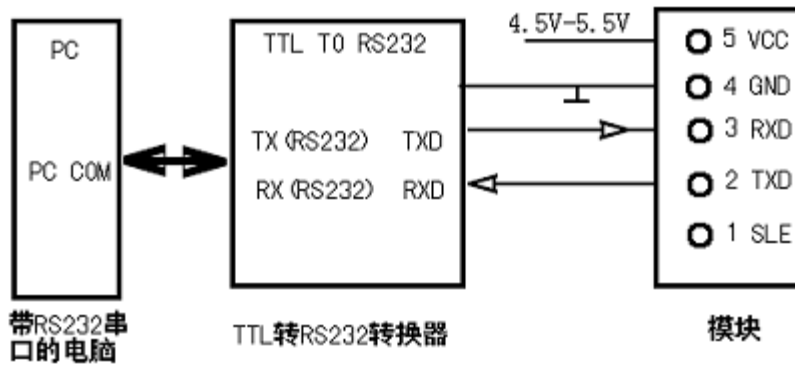 PC
PC COM
带RS232串
口的电脑
TTL TO RS232
TX(RS232) TXD
RX(RS232) RXD
TTL转RS232转换器
4.5V-5.5V
5 VCC
4 GND
3 RXD
2 TXD
1 SLE
模块